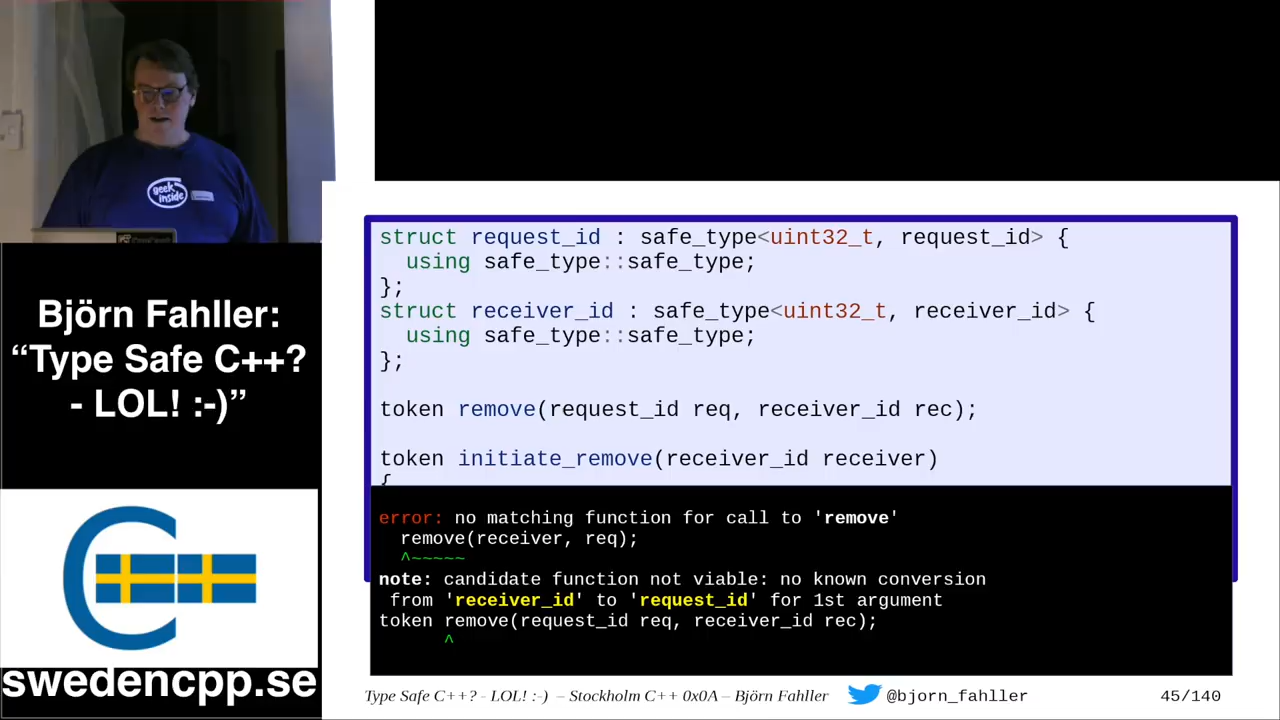 geek
inside
Björn Fahller:
“Type Safe C++?
- LOL! :-)”
swedencpp.se
struct request_id : safe_type<uint32_t, request_id> {
  using safe_type::safe_type;
};
struct receiver_id : safe_type<uint32_t, receiver_id> {
  using safe_type::safe_type;
};
token remove(request_id req, receiver_id rec);
token initiate_remove(receiver_id receiver)
{
error: no matching function for call to 'remove'
  remove(receiver, req);
  ^~~~~~
note: candidate function not viable: no known conversion
 from 'receiver_id' to 'request_id' for 1st argument
token remove(request_id req, receiver_id rec);
      ^
Type Safe C++? - LOL! :-) – Stockholm C++ 0x0A – Björn Fahller @bjorn_fahller 45/140